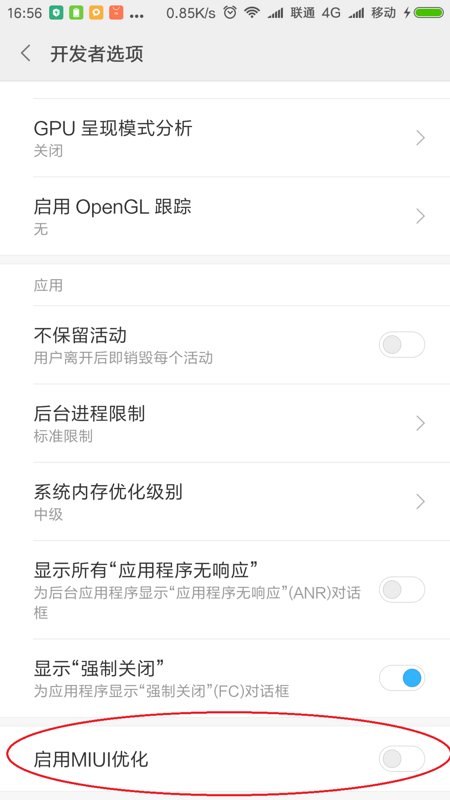 16:56 ... 0.85K/s 联通 4G 移动
开发者选项
GPU 呈现模式分析
关闭
启用 OpenGL 跟踪
无
应用
不保留活动
用户离开后即销毁每个活动
后台进程限制
标准限制
系统内存优化级别
中级
显示所有“应用程序无响应”
为后台应用程序显示“应用程序无响应”(ANR)对话
框
显示“强制关闭”
为应用程序显示“强制关闭”(FC)对话框
启用MIUI优化